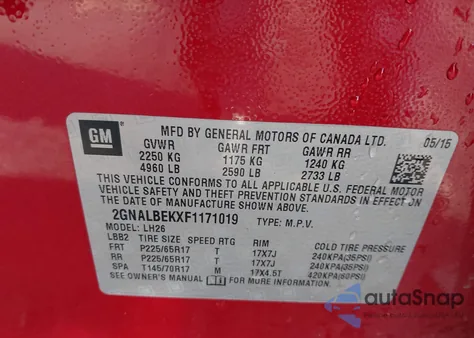 GM
MFD BY GENERAL MOTORS OF CANADA LTD. 05/15
GVWR GAWR FRT GAWR RR
2250 KG 1175 KG 1240 KG
4960 LB 2590 LB 2733 LB
THIS VEHICLE CONFORMS TO ALL APPLICABLE U.S. FEDERAL MOTOR
VEHICLE SAFETY, BUMPER, AND THEFT PREVENTION STANDARDS IN EFFECT ON
THE DATE OF MANUFACTURE SHOWN ABOVE.
2GNALBEKXF1171019 TYPE: M.P.V.
MODEL: LH26
LBB2 TIRE SIZE SPEED RTG RIM
FRT P225/65R17 T 17X7J 240KPA(35PSI)
RR P225/65R17 T 17X7J 240KPA(35PSI)
SPA T145/70R17 M 17X4.5T 420KPA(60PSI)
SEE OWNER'S MANUAL FOR MORE INFORMATION
autoSnap